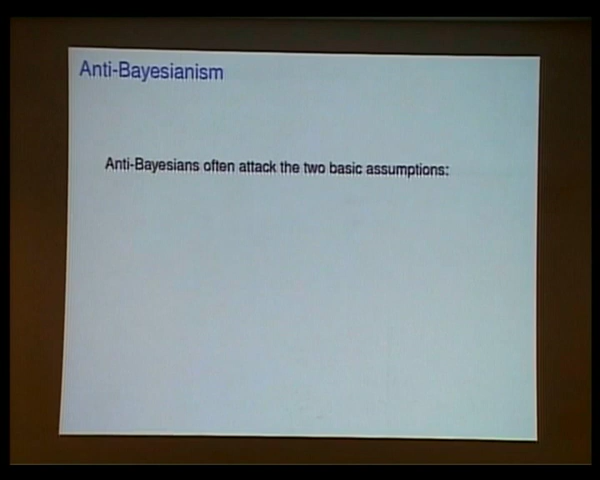 Anti-Bayesianism
Anti-Bayesians often attack the two basic assumptions: